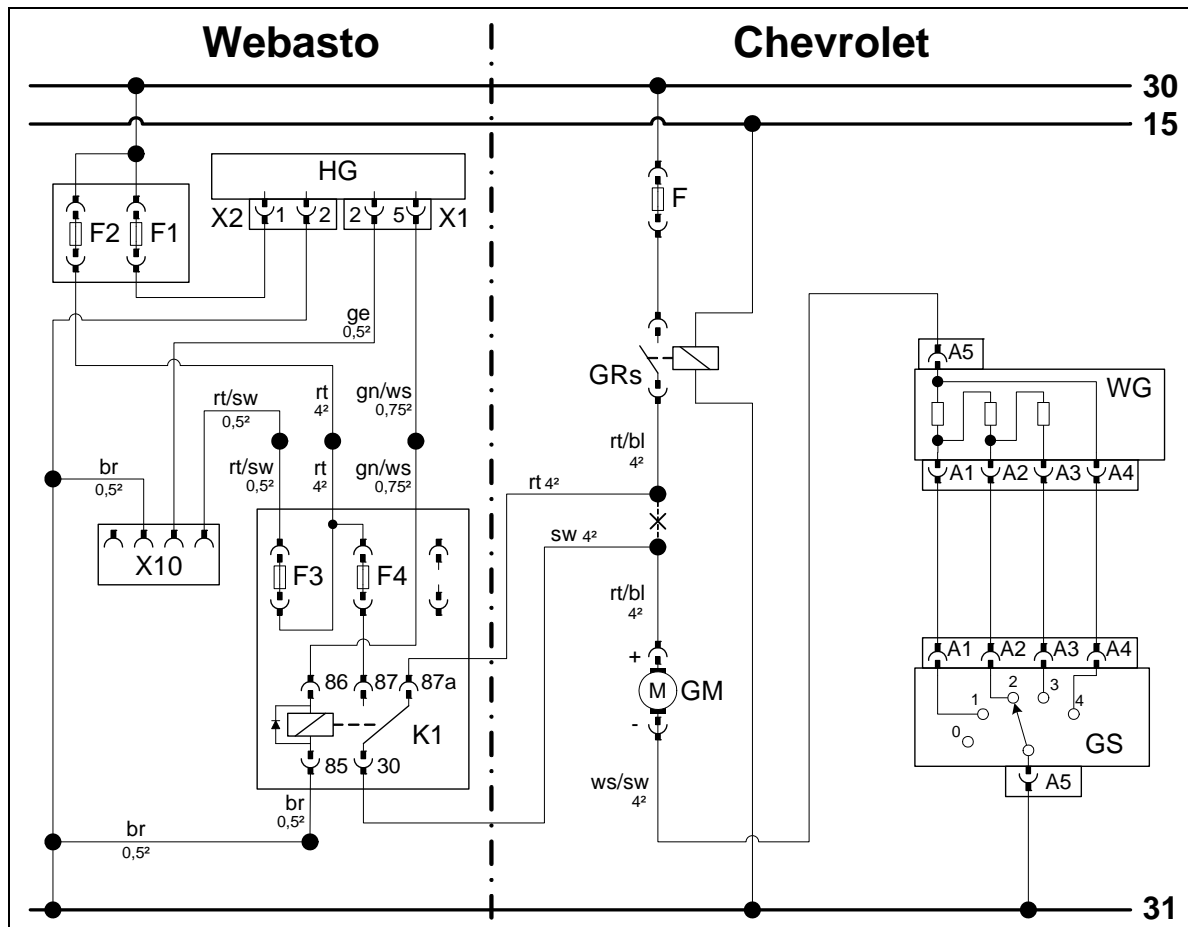 Webasto
Chevrolet
30
15
HG
F
F2
F1
X2
1
2
2
5
X1
ge
0,5²
A5
GRs
WG
rt/sw
0,5²
rt
4²
gn/ws
0,75²
rt/bl
4²
br
0,5²
rt/sw
0,5²
rt
4²
gn/ws
0,75²
A1
A2
A3
A4
rt 4²
sw 4²
X10
F3
F4
rt/bl
4²
A1
A2
A3
A4
86
87
87a
+
M
GM
-
1
2
3
4
0
GS
K1
85
30
A5
ws/sw
4²
br
0,5²
br
0,5²
31